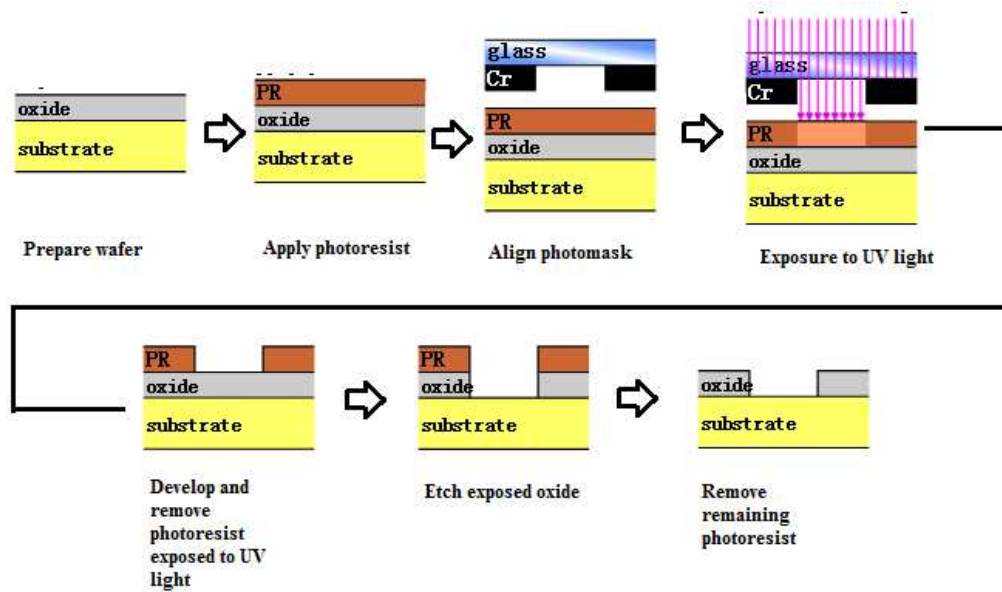 oxide
substrate
Prepare wafer
PR
oxide
substrate
Apply photoresist
glass
Cr
PR
oxide
substrate
Align photomask
glass
Cr
PR
oxide
substrate
Exposure to UV light
PR
oxide
substrate
Develop and
remove
photoresist
exposed to UV
light
PR
oxide
substrate
Etch exposed oxide
oxide
substrate
Remove
remaining
photoresist